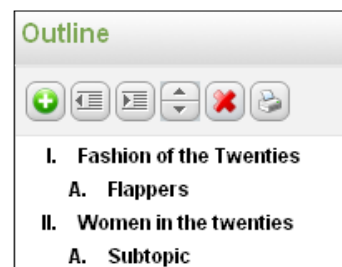 Outline
I. Fashion of the Twenties
A. Flappers
II. Women in the twenties
A. Subtopic